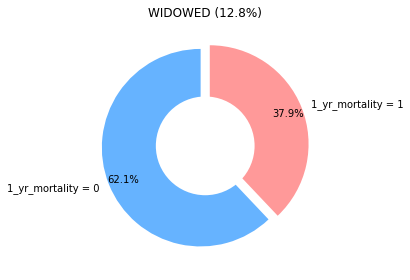 WIDOWED (12.8%)
1_yr_mortality = 1
37.9%
62.1%
1_yr_mortality = 0